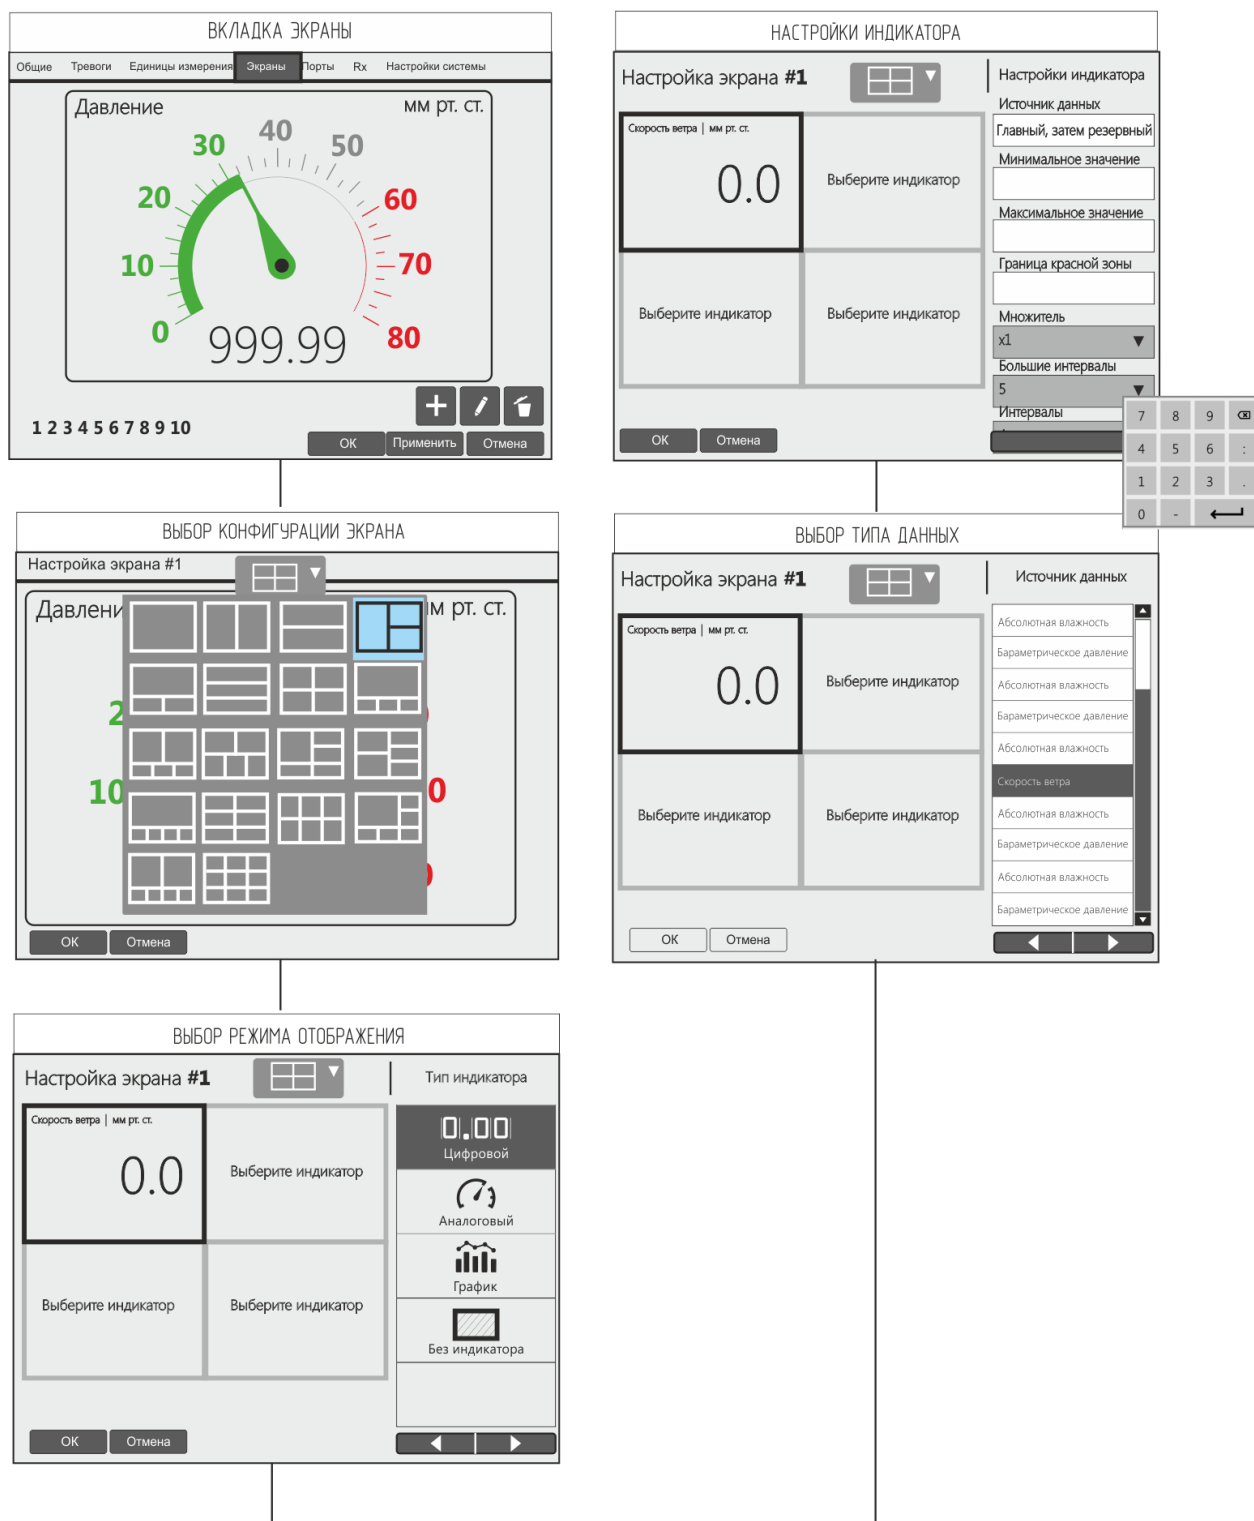 ВКЛАДКА ЭКРАНЫ
Общие Тревоги Единицы измерения Экраны Порты Rx Настройки системы
Давление мм рт. ст.
0 10 20 30 40 50 60 70 80
999.99
1 2 3 4 5 6 7 8 9 10
ОК Применить Отмена
ВЫБОР КОНФИГУРАЦИИ ЭКРАНА
Настройка экрана #1
Давлени м рт. ст.
2
10 0
ОК Отмена
ВЫБОР РЕЖИМА ОТОБРАЖЕНИЯ
Настройка экрана #1
Тип индикатора
Скорость ветра | мм рт. ст.
0.0
Выберите индикатор
Выберите индикатор
Выберите индикатор
0.00
Цифровой
Аналоговый
График
Без индикатора
ОК Отмена
НАСТРОЙКИ ИНДИКАТОРА
Настройка экрана #1
Скорость ветра | мм рт. ст.
0.0
Выберите индикатор
Выберите индикатор
Выберите индикатор
ОК Отмена
Настройки индикатора
Источник данных
Главный, затем резервный
Минимальное значение
Максимальное значение
Граница красной зоны
Множитель
x1
Большие интервалы
5
Интервалы
7 8 9
4 5 6 :
1 2 3 .
0 -
ВЫБОР ТИПА ДАННЫХ
Настройка экрана #1
Скорость ветра | мм рт. ст.
0.0
Выберите индикатор
Выберите индикатор
Выберите индикатор
ОК Отмена
Источник данных
Абсолютная влажность
Бараметрическое давление
Абсолютная влажность
Бараметрическое давление
Абсолютная влажность
Скорость ветра
Абсолютная влажность
Бараметрическое давление
Абсолютная влажность
Бараметрическое давление